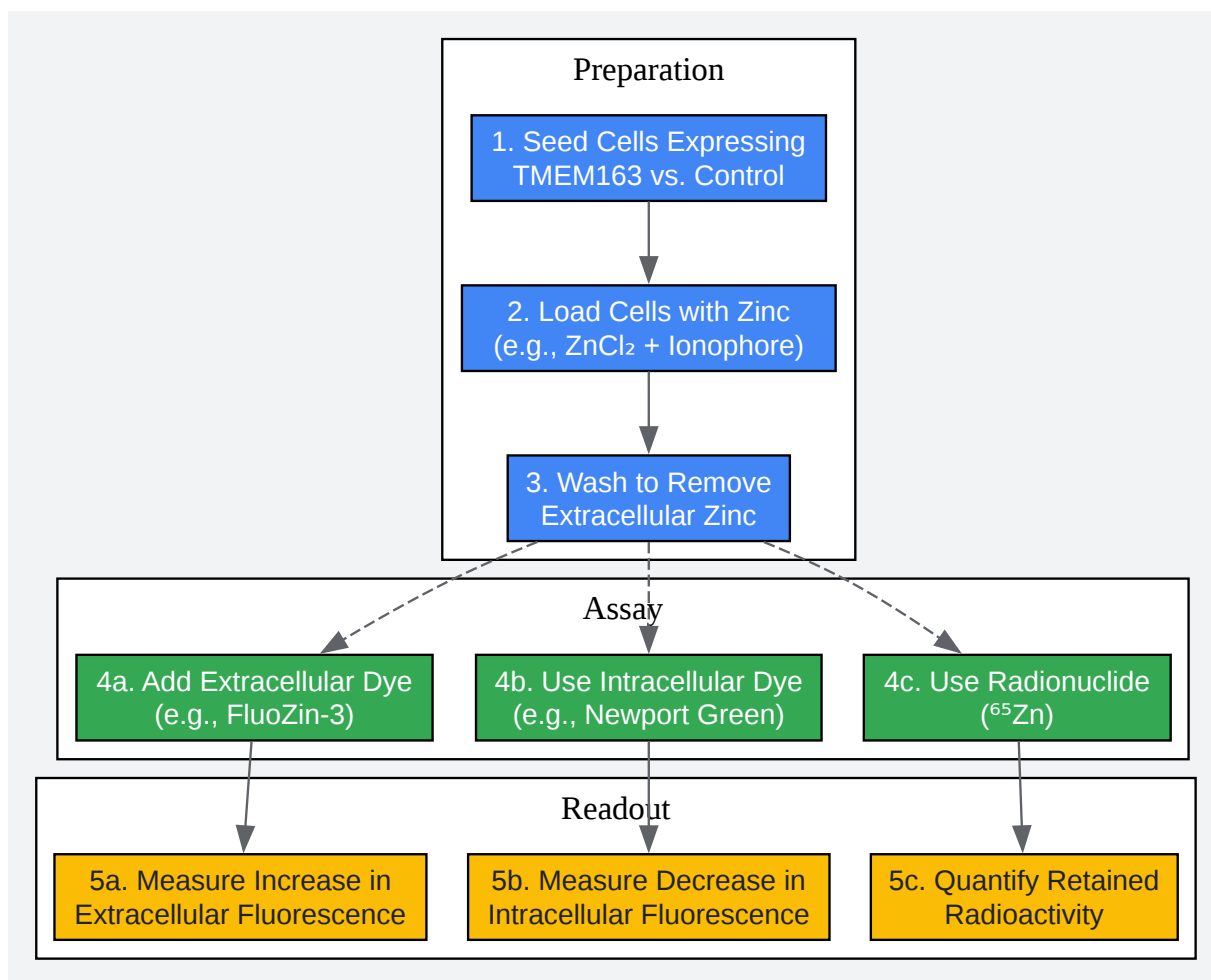 Preparation
1. Seed Cells Expressing
TMEM163 vs. Control
2. Load Cells with Zinc
(e.g., ZnCl₂ + Ionophore)
3. Wash to Remove
Extracellular Zinc
Assay
4a. Add Extracellular Dye
(e.g., FluoZin-3)
4b. Use Intracellular Dye
(e.g., Newport Green)
4c. Use Radionuclide
(⁶⁵Zn)
Readout
5a. Measure Increase in
Extracellular Fluorescence
5b. Measure Decrease in
Intracellular Fluorescence
5c. Quantify Retained
Radioactivity